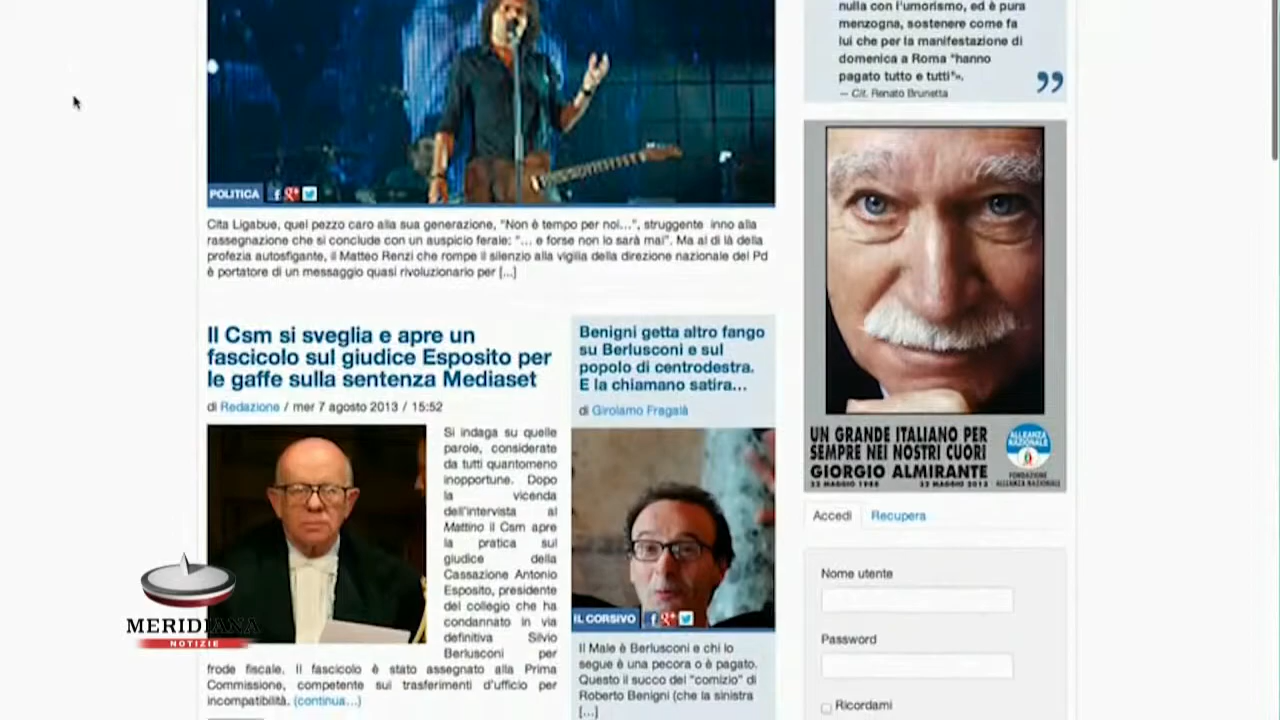 nulla con l'umorismo, ed è pura
menzogna, sostenere come fa
lui che per la manifestazione di
domenica a Roma "hanno
pagato tutto e tutti"».
— Cit. Renato Brunetta
POLITICA
Cita Ligabue, quel pezzo caro alla sua generazione, "Non è tempo per noi…", struggente inno alla
rassegnazione che si conclude con un auspicio ferale: "… e forse non lo sarà mai". Ma al di là della
profezia autosfigante, il Matteo Renzi che rompe il silenzio alla vigilia della direzione nazionale del Pd
è portatore di un messaggio quasi rivoluzionario per [...]
Il Csm si sveglia e apre un
fascicolo sul giudice Esposito per
le gaffe sulla sentenza Mediaset
di Redazione / mer 7 agosto 2013 / 15:52
Si indaga su quelle
parole, considerate
da tutti quantomeno
inopportune. Dopo
la vicenda
dell'intervista al
Mattino il Csm apre
la pratica sul
giudice della
Cassazione Antonio
Esposito, presidente
del collegio che ha
condannato in via
definitiva Silvio
Berlusconi per
frode fiscale. Il fascicolo è stato assegnato alla Prima
Commissione, competente sui trasferimenti d'ufficio per
incompatibilità. (continua...)
Benigni getta altro fango
su Berlusconi e sul
popolo di centrodestra.
E la chiamano satira…
di Girolamo Fragalà
IL CORSIVO
Il Male è Berlusconi e chi lo
segue è una pecora o è pagato.
Questo il succo del "comizio" di
Roberto Benigni (che la sinistra
[...]
UN GRANDE ITALIANO PER
SEMPRE NEI NOSTRI CUORI
GIORGIO ALMIRANTE
22 MAGGIO 1988 22 MAGGIO 2013
ALLEANZA
NAZIONALE
FONDAZIONE
ALLEANZA NAZIONALE
Accedi Recupera
Nome utente
Password
Ricordami
MERIDIANA
NOTIZIE